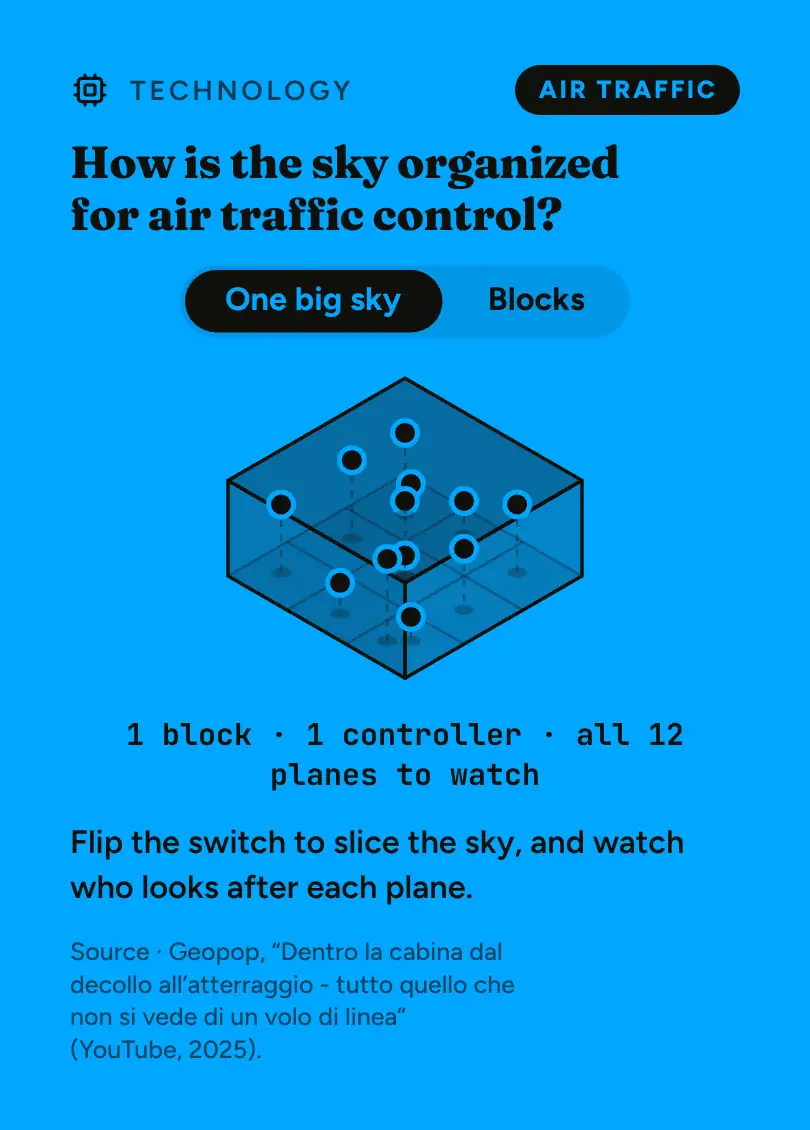 TECHNOLOGY
AIR TRAFFIC
How is the sky organized
for air traffic control?
One big sky
Blocks
1 block · 1 controller · all 12
planes to watch
Flip the switch to slice the sky, and watch
who looks after each plane.
Source · Geopop, “Dentro la cabina dal
decollo all’atterraggio - tutto quello che
non si vede di un volo di linea”
(YouTube, 2025).